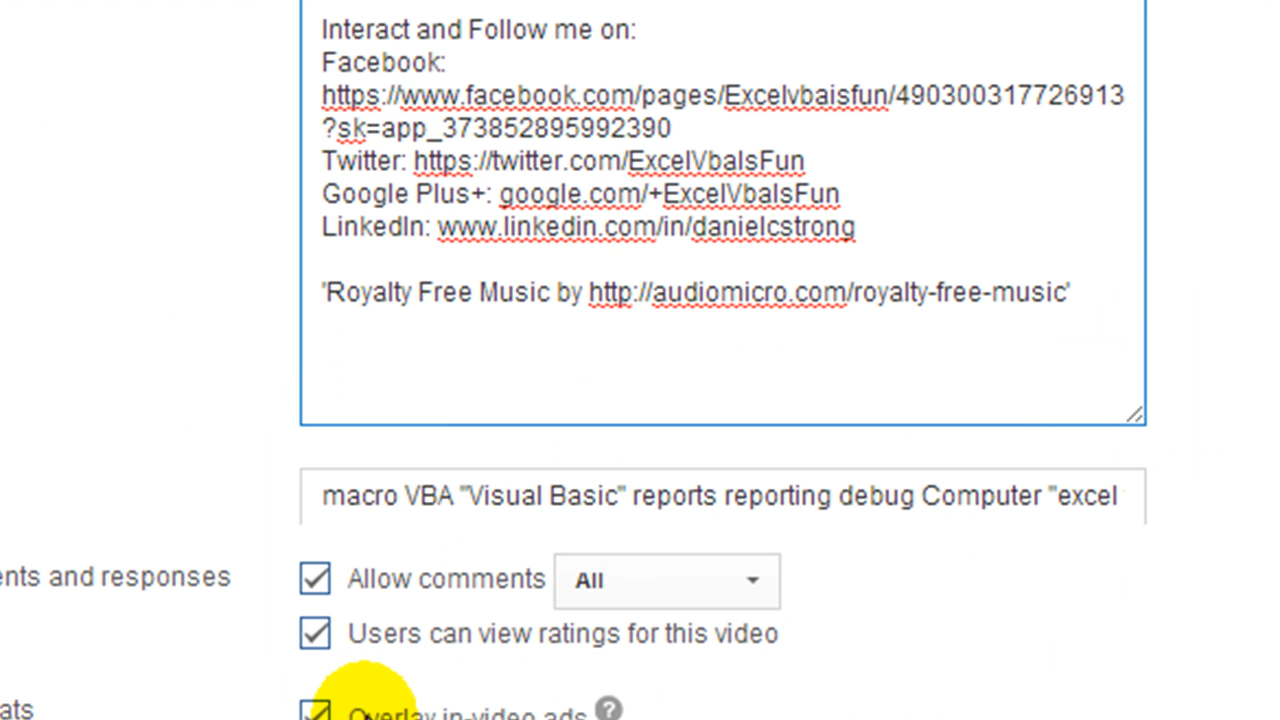 Interact and Follow me on:
Facebook:
https://www.facebook.com/pages/Excelvbaisfun/490300317726913
?sk=app_373852895992390
Twitter: https://twitter.com/ExcelVbaIsFun
Google Plus+: google.com/+ExcelVbaIsFun
LinkedIn: www.linkedin.com/in/danielcstrong
'Royalty Free Music by http://audiomicro.com/royalty-free-music'
macro VBA "Visual Basic" reports reporting debug Computer "excel
ents and responses
Allow comments All
Users can view ratings for this video
ats
Overlay in-video ads ?